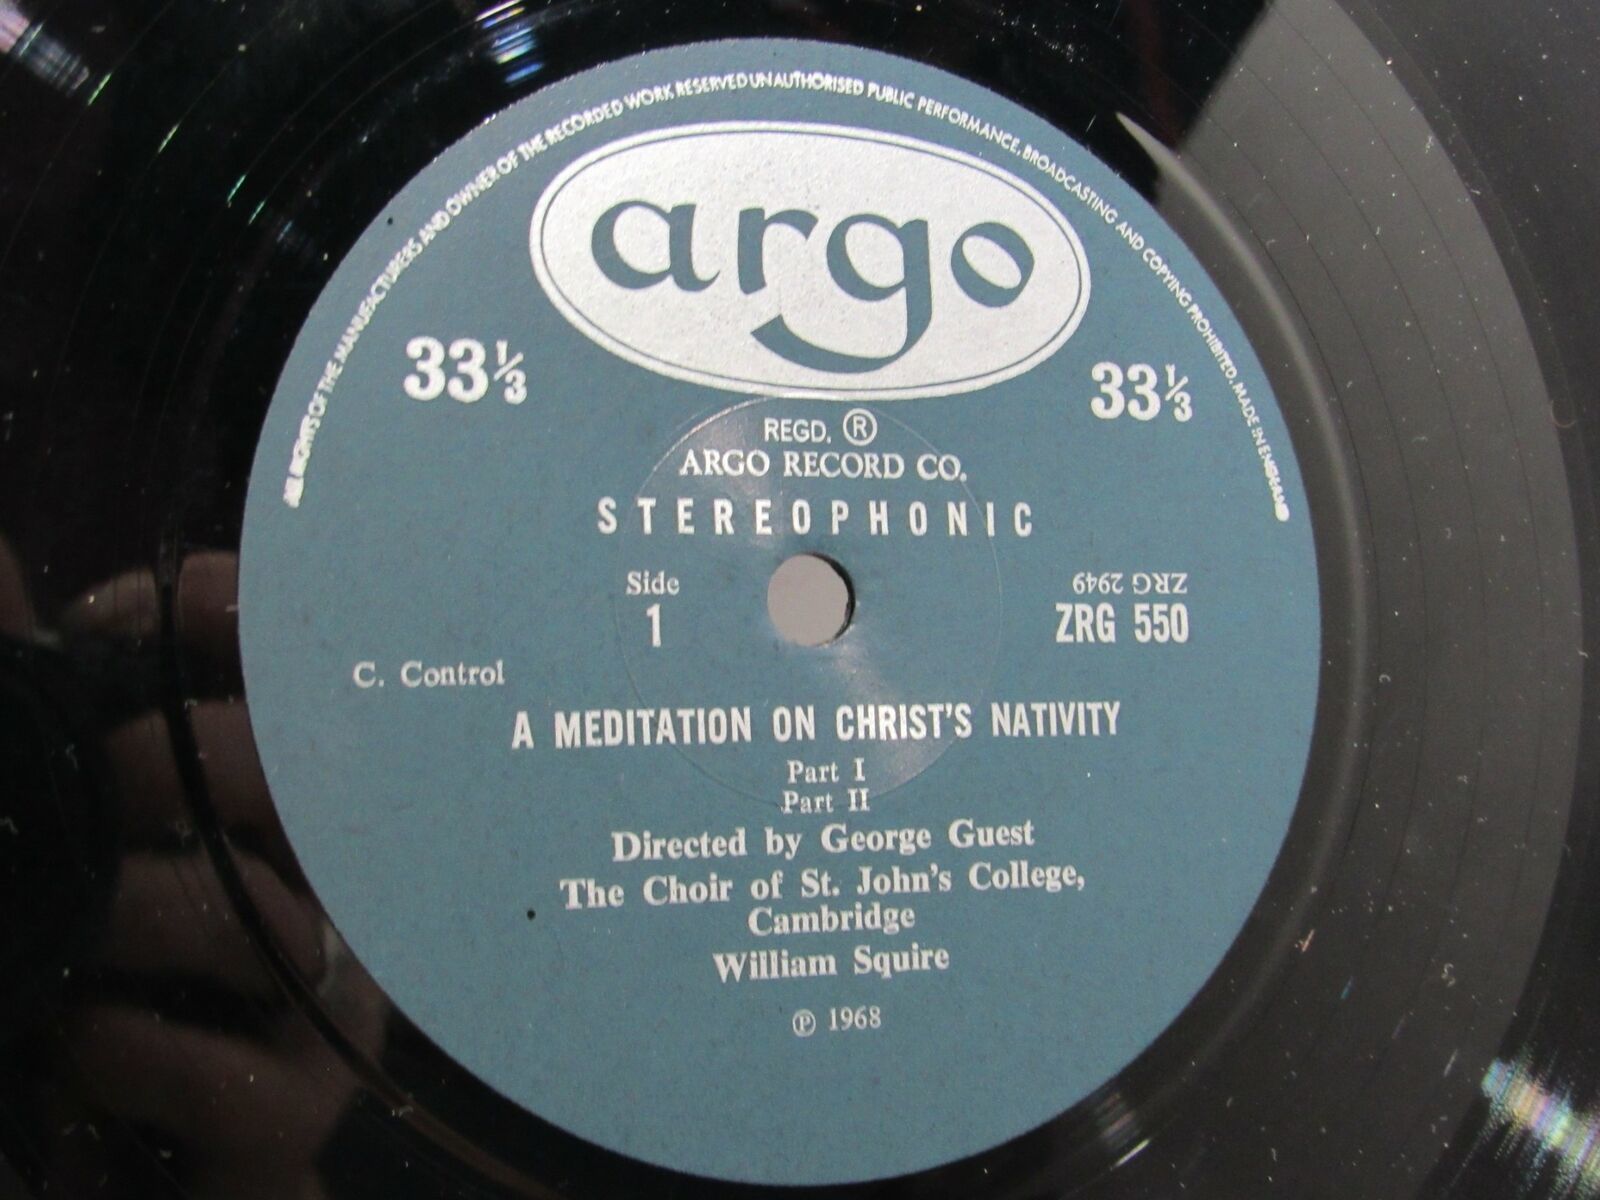 ALL RIGHTS OF THE MANUFACTURERS AND OWNER OF THE RECORDED WORK RESERVED UNAUTHORISED PUBLIC PERFORMANCE, BROADCASTING AND COPYING PROHIBITED. MADE IN ENGLAND
argo
33⅓ 33⅓
REGD. ®
ARGO RECORD CO.
STEREOPHONIC
Side
1
ZRG 2949
ZRG 550
C. Control
A MEDITATION ON CHRIST'S NATIVITY
Part I
Part II
Directed by George Guest
The Choir of St. John's College,
Cambridge
William Squire
℗ 1968